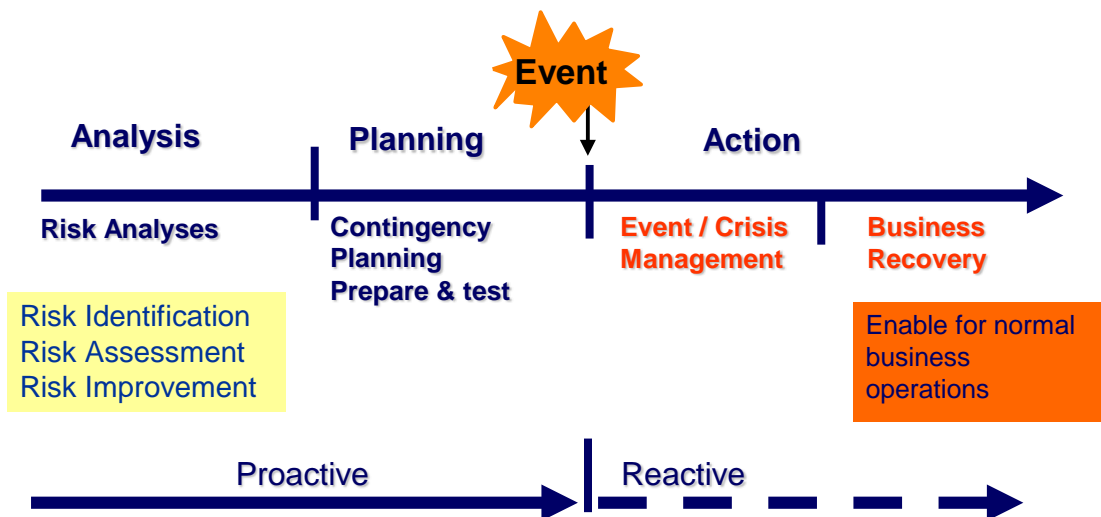 Event
Analysis
Planning
Action
Risk Analyses
Contingency
Planning
Prepare & test
Event / Crisis
Management
Business
Recovery
Risk Identification
Risk Assessment
Risk Improvement
Enable for normal
business
operations
Proactive
Reactive